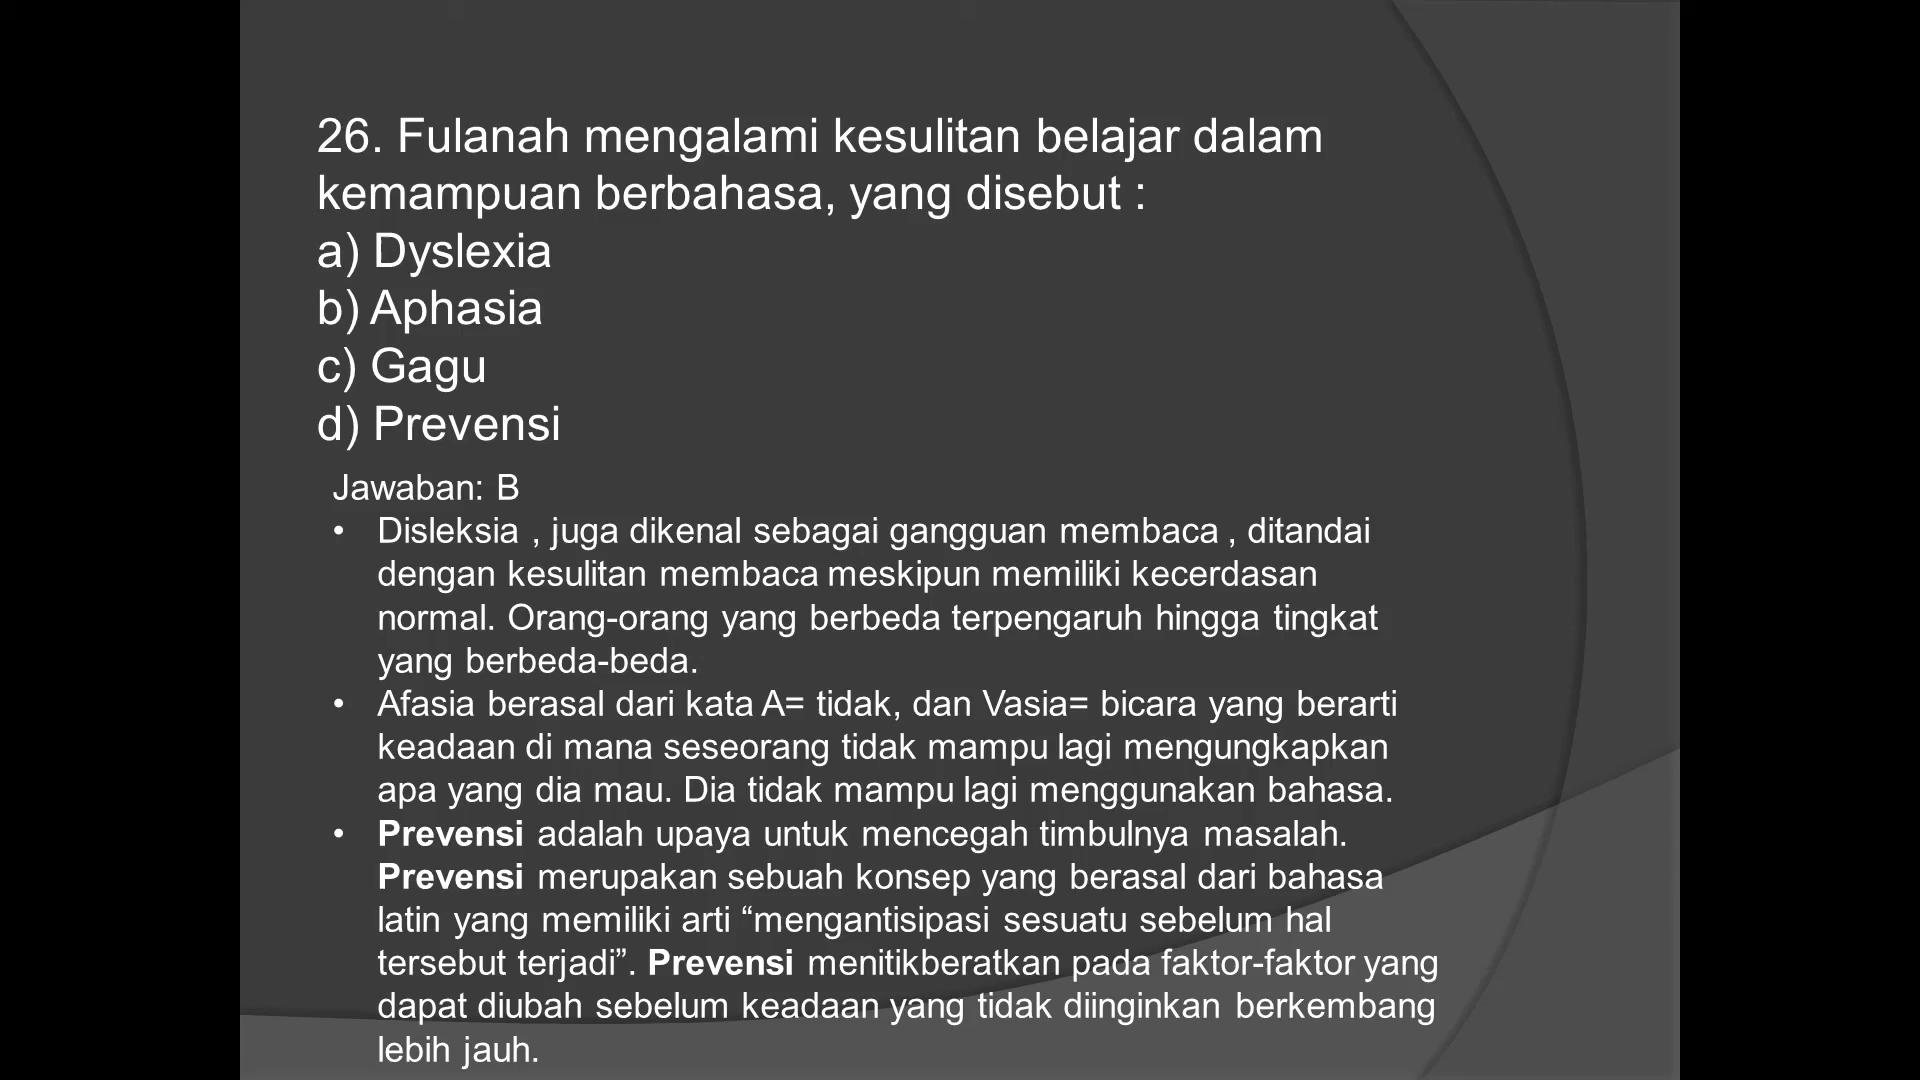 26. Fulanah mengalami kesulitan belajar dalam
kemampuan berbahasa, yang disebut :
a) Dyslexia
b) Aphasia
c) Gagu
d) Prevensi
Jawaban: B
• Disleksia , juga dikenal sebagai gangguan membaca , ditandai
dengan kesulitan membaca meskipun memiliki kecerdasan
normal. Orang-orang yang berbeda terpengaruh hingga tingkat
yang berbeda-beda.
• Afasia berasal dari kata A= tidak, dan Vasia= bicara yang berarti
keadaan di mana seseorang tidak mampu lagi mengungkapkan
apa yang dia mau. Dia tidak mampu lagi menggunakan bahasa.
• Prevensi adalah upaya untuk mencegah timbulnya masalah.
Prevensi merupakan sebuah konsep yang berasal dari bahasa
latin yang memiliki arti “mengantisipasi sesuatu sebelum hal
tersebut terjadi”. Prevensi menitikberatkan pada faktor-faktor yang
dapat diubah sebelum keadaan yang tidak diinginkan berkembang
lebih jauh.